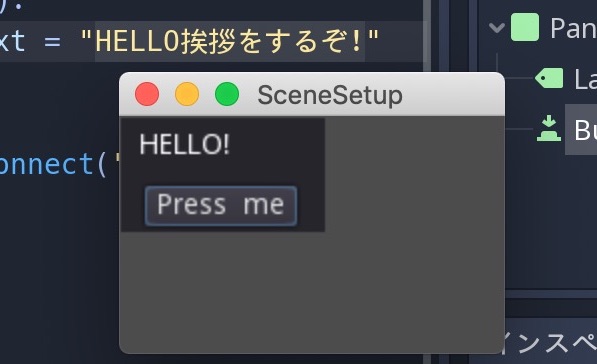 ).
xt = "HELLO挨拶をするぞ!"
onnect("
SceneSetup
HELLO!
Press me
Pan
La
Bu
インスペ